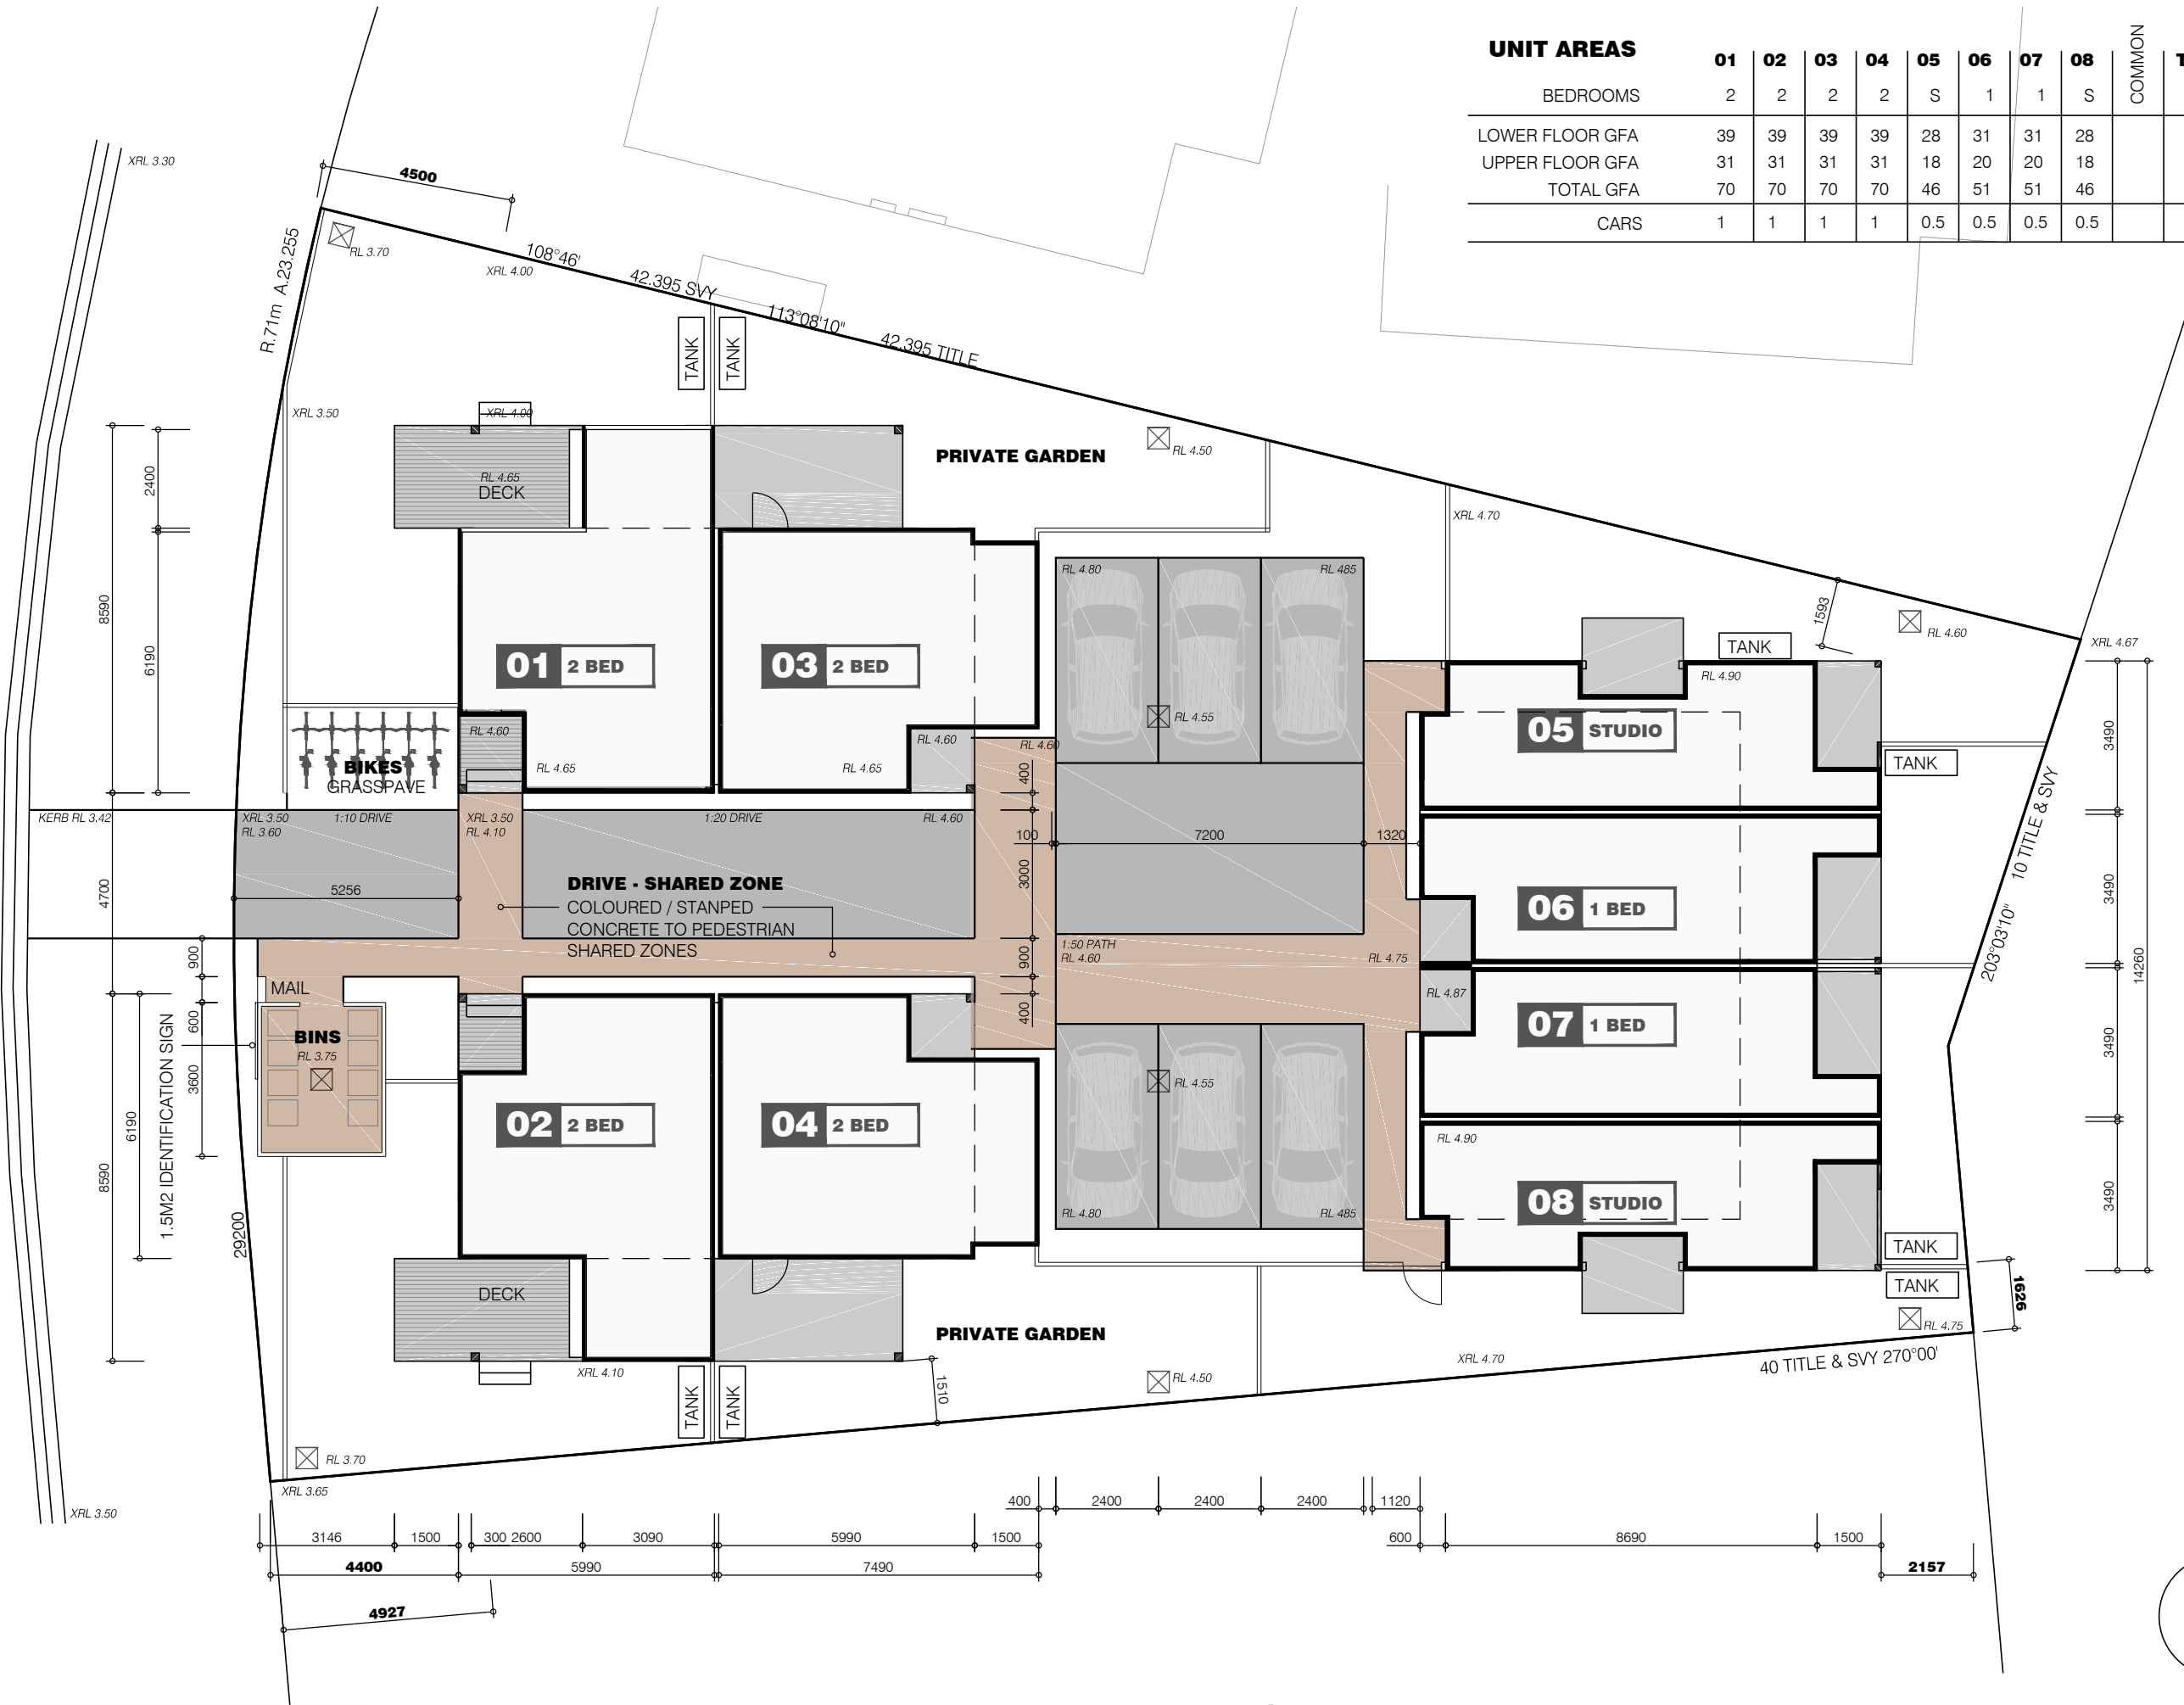 UNIT AREAS 01 02 03 04 05 06 07 08 COMMON T
BEDROOMS 2 2 2 2 S 1 1 S
LOWER FLOOR GFA 39 39 39 39 28 31 31 28
UPPER FLOOR GFA 31 31 31 31 18 20 20 18
TOTAL GFA 70 70 70 70 46 51 51 46
CARS 1 1 1 1 0.5 0.5 0.5 0.5
XRL 3.30
4500
RL 3.70
R.71m A.23.255
108°46'
XRL 4.00
42.395 SVY
113°08'10"
42.395 TITLE
TANK
TANK
XRL 3.50
XRL 4.00
RL 4.65
DECK
PRIVATE GARDEN
RL 4.50
XRL 4.70
2400
8590
6190
RL 4.80
RL 485
1593
RL 4.60
XRL 4.67
TANK
RL 4.90
01 2 BED
03 2 BED
05 STUDIO
RL 4.55
RL 4.60
RL 4.60
RL 4.60
BIKES
GRASSPAVE
RL 4.65
RL 4.65
400
TANK
3490
10 TITLE & SVY
203°03'10"
KERB RL 3.42
XRL 3.50
RL 3.60
1:10 DRIVE
XRL 3.50
RL 4.10
1:20 DRIVE
RL 4.60
100
7200
1320
3000
5256
4700
DRIVE - SHARED ZONE
COLOURED / STANPED
CONCRETE TO PEDESTRIAN
SHARED ZONES
06 1 BED
3490
14260
900
900
1:50 PATH
RL 4.60
RL 4.75
MAIL
RL 4.87
600
400
BINS
RL 3.75
3600
1.5M2 IDENTIFICATION SIGN
07 1 BED
3490
RL 4.55
6190
8590
29200
02 2 BED
04 2 BED
RL 4.90
08 STUDIO
3490
RL 4.80
RL 485
TANK
TANK
1626
RL 4.75
DECK
PRIVATE GARDEN
XRL 4.10
TANK
TANK
1510
RL 4.50
XRL 4.70
40 TITLE & SVY 270°00'
RL 3.70
XRL 3.65
XRL 3.50
400 2400 2400 2400 1120
3146 1500 300 2600 3090 5990 1500 600 8690 1500
4400 5990 7490 2157
4927